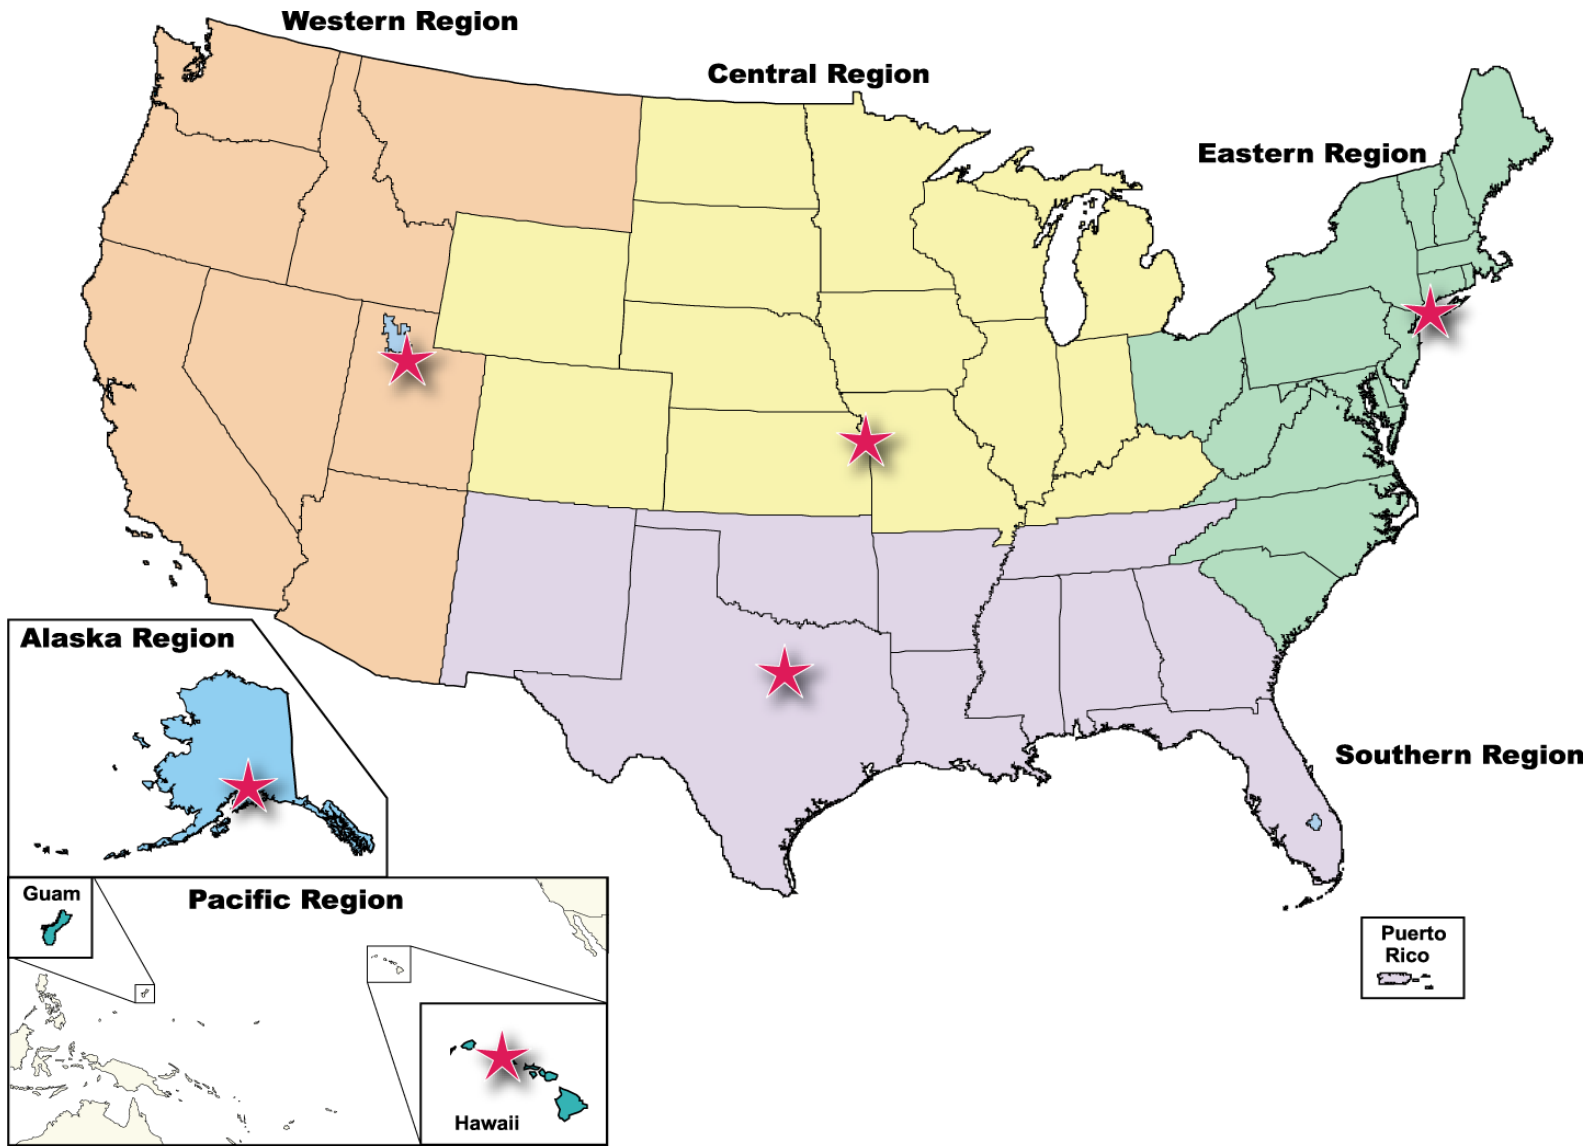 Western Region
Central Region
Eastern Region
Alaska Region
Southern Region
Guam
Pacific Region
Puerto
Rico
Hawaii